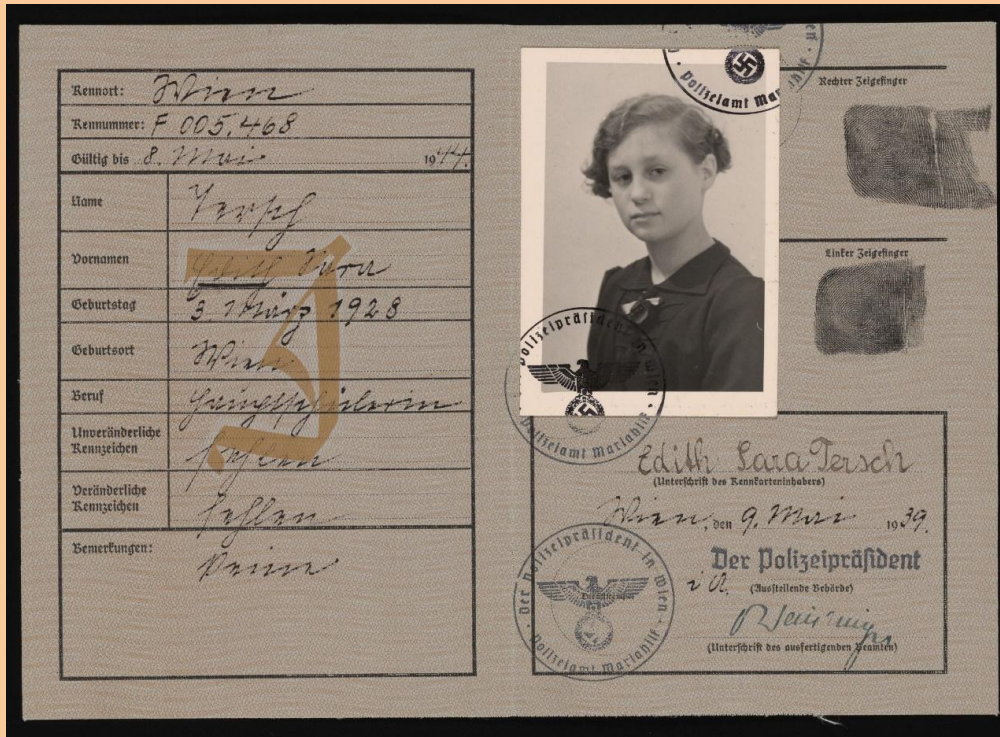 Kennort: Wien
Kennummer: F 005.468
Gültig bis 8. Mai 1944.
Name Tersch
Vornamen Edith Sara
Geburtstag 3. März 1928
Geburtsort Wien
Beruf Hauptschülerin
Unveränderliche
Kennzeichen fehlen
Veränderliche
Kennzeichen fehlen
Bemerkungen: keine
J
Polizeiamt Mar
Rechter Zeigefinger
Linker Zeigefinger
Polizeipräsident in Wien
Polizeiamt Mariahilf
Edith Sara Tersch
(Unterschrift des Kennkarteninhabers)
Wien, den 9. Mai 1939.
Der Polizeipräsident
i A.
(Ausstellende Behörde)
(Unterschrift des ausfertigenden Beamten)
Der Polizeipräsident in Wien
Polizeiamt Mariahilf